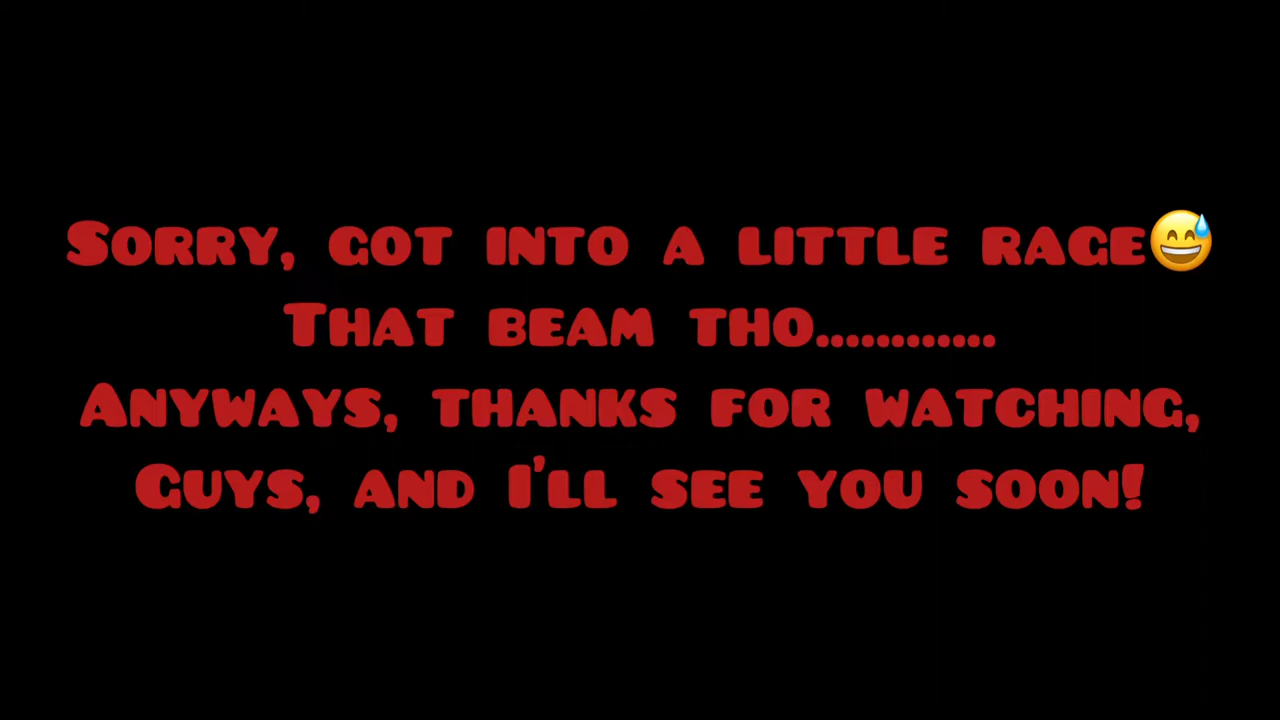 Sorry, got into a little rage😅
That beam tho............
Anyways, thanks for watching,
Guys, and I'll see you soon!